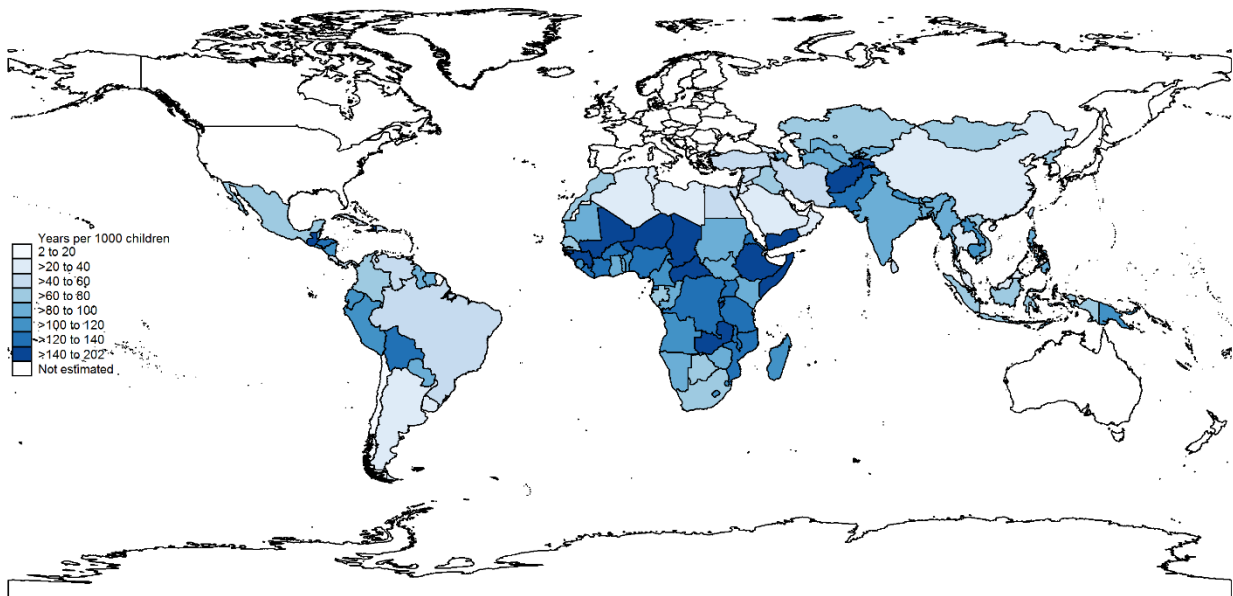 Years per 1000 children
2 to 20
>20 to 40
>40 to 60
>60 to 80
>80 to 100
>100 to 120
>120 to 140
>140 to 202
Not estimated